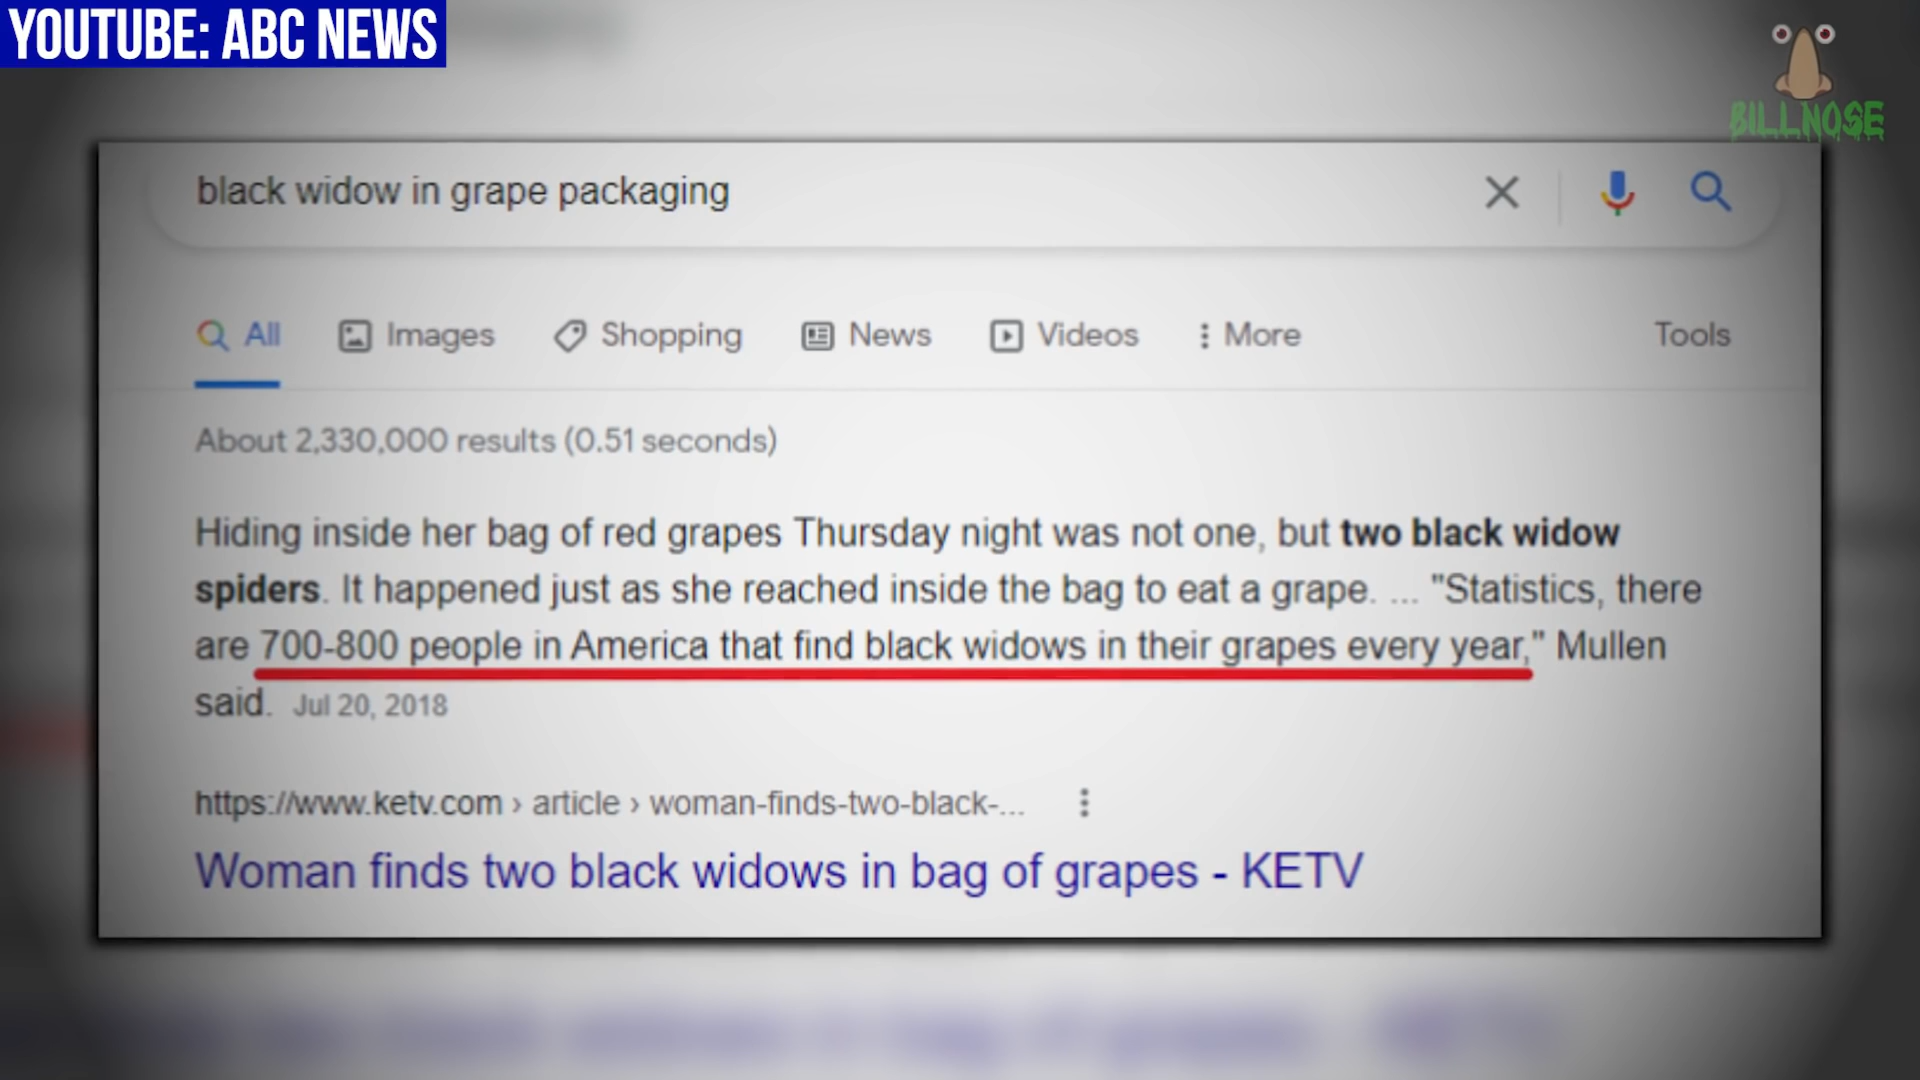 YOUTUBE: ABC NEWS
BILLNOSE
black widow in grape packaging
All Images Shopping News Videos More Tools
About 2,330,000 results (0.51 seconds)
Hiding inside her bag of red grapes Thursday night was not one, but two black widow
spiders. It happened just as she reached inside the bag to eat a grape. ... "Statistics, there
are 700-800 people in America that find black widows in their grapes every year," Mullen
said. Jul 20, 2018
https://www.ketv.com › article › woman-finds-two-black-...
Woman finds two black widows in bag of grapes - KETV